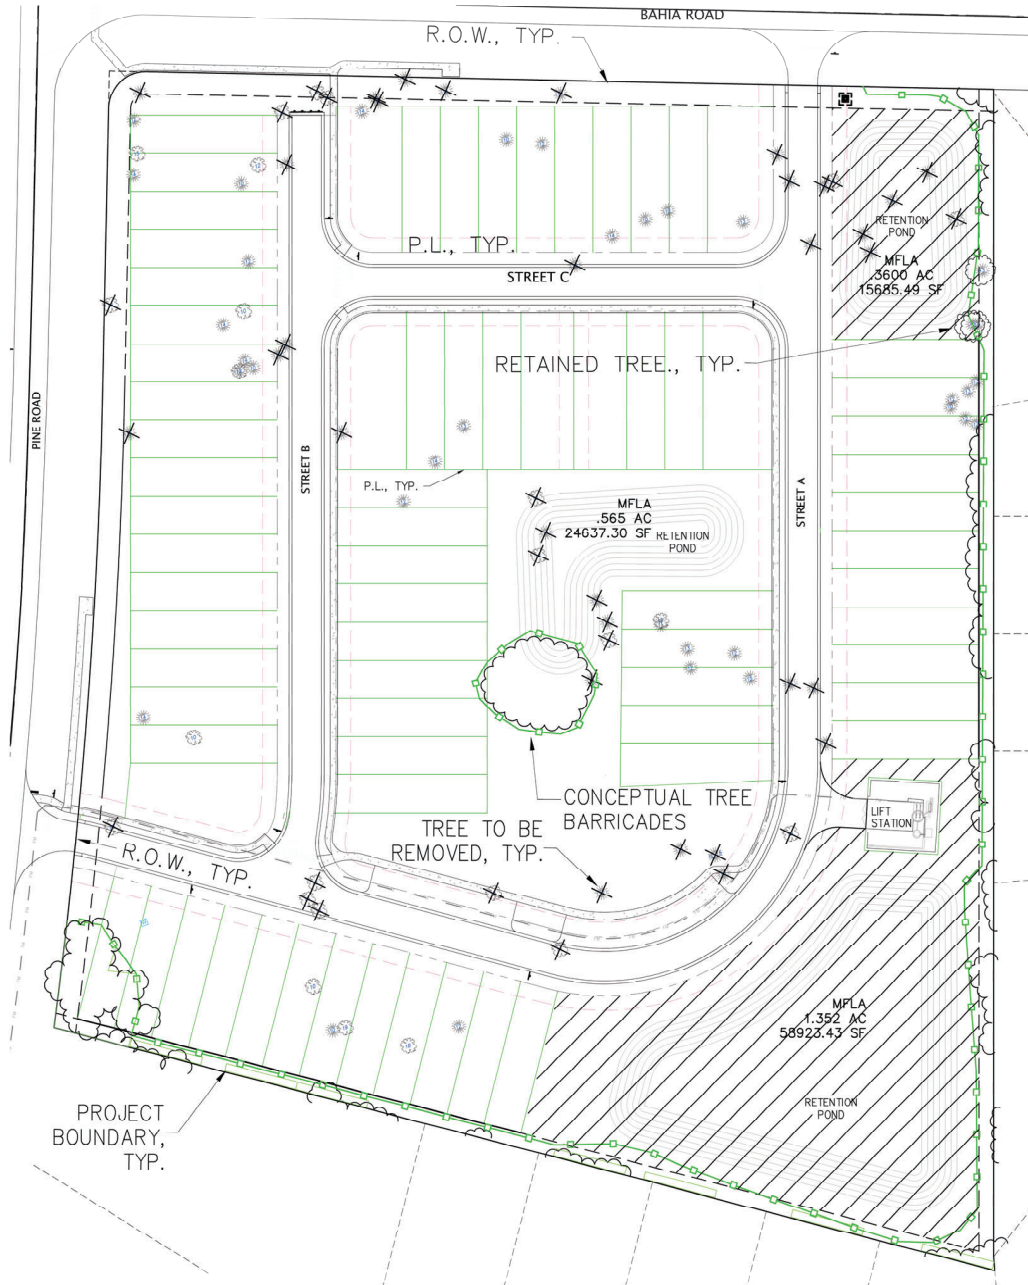 BAHIA ROAD
R.O.W., TYP.
P.L., TYP.
STREET C
RETENTION
POND
MFLA
.3600 AC
15685.49 SF
RETAINED TREE., TYP.
PINE ROAD
STREET B
STREET A
P.L., TYP.
MFLA
.565 AC
24637.30 SF
RETENTION
POND
CONCEPTUAL TREE
BARRICADES
TREE TO BE
REMOVED, TYP.
LIFT
STATION
R.O.W., TYP.
MFLA
1.352 AC
58923.43 SF
RETENTION
POND
PROJECT
BOUNDARY,
TYP.